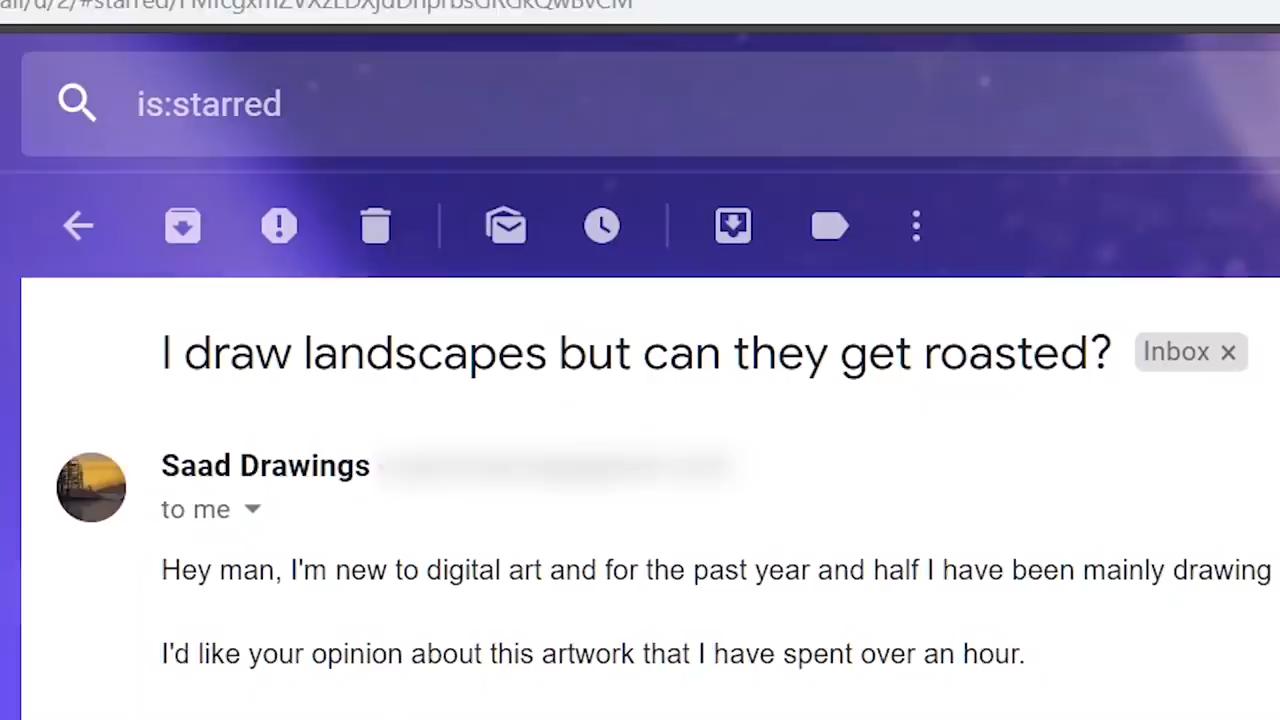 is:starred
I draw landscapes but can they get roasted? Inbox ×
Saad Drawings
to me
Hey man, I'm new to digital art and for the past year and half I have been mainly drawing
I'd like your opinion about this artwork that I have spent over an hour.